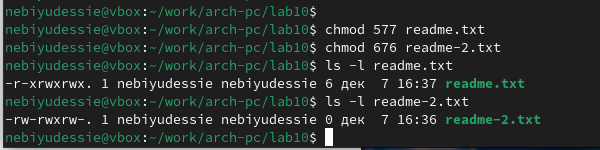 nebiyudessie@vbox:~/work/arch-pc/lab10$
nebiyudessie@vbox:~/work/arch-pc/lab10$ chmod 577 readme.txt
nebiyudessie@vbox:~/work/arch-pc/lab10$ chmod 676 readme-2.txt
nebiyudessie@vbox:~/work/arch-pc/lab10$ ls -l readme.txt
-r-xrwxrwx. 1 nebiyudessie nebiyudessie 6 дек  7 16:37 readme.txt
nebiyudessie@vbox:~/work/arch-pc/lab10$ ls -l readme-2.txt
-rw-rwxrw-. 1 nebiyudessie nebiyudessie 0 дек  7 16:36 readme-2.txt
nebiyudessie@vbox:~/work/arch-pc/lab10$